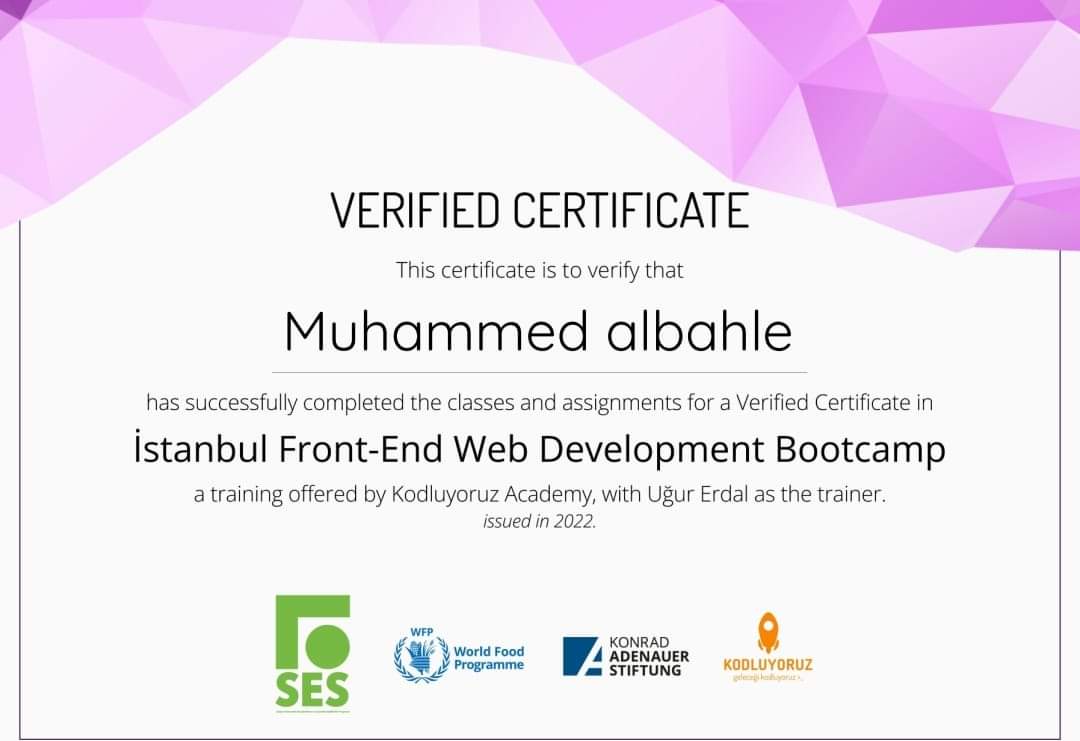 VERIFIED CERTIFICATE
This certificate is to verify that
Muhammed albahle
has successfully completed the classes and assignments for a Verified Certificate in
İstanbul Front-End Web Development Bootcamp
a training offered by Kodluyoruz Academy, with Uğur Erdal as the trainer.
issued in 2022.
SES
WFP
World Food
Programme
KONRAD
ADENAUER
STIFTUNG
KODLUYORUZ
geleceği kodluyoruz